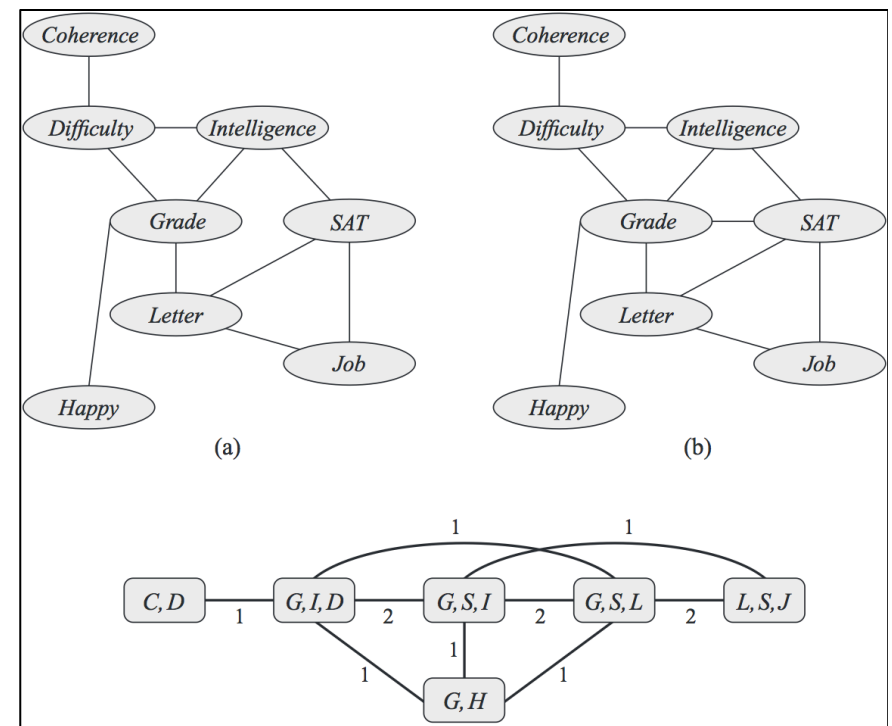 Coherence
Difficulty
Intelligence
Grade
SAT
Letter
Job
Happy
(a)
Coherence
Difficulty
Intelligence
Grade
SAT
Letter
Job
Happy
(b)
1
1
C, D
G, I, D
G, S, I
G, S, L
L, S, J
1
2
2
2
1
1
1
G, H